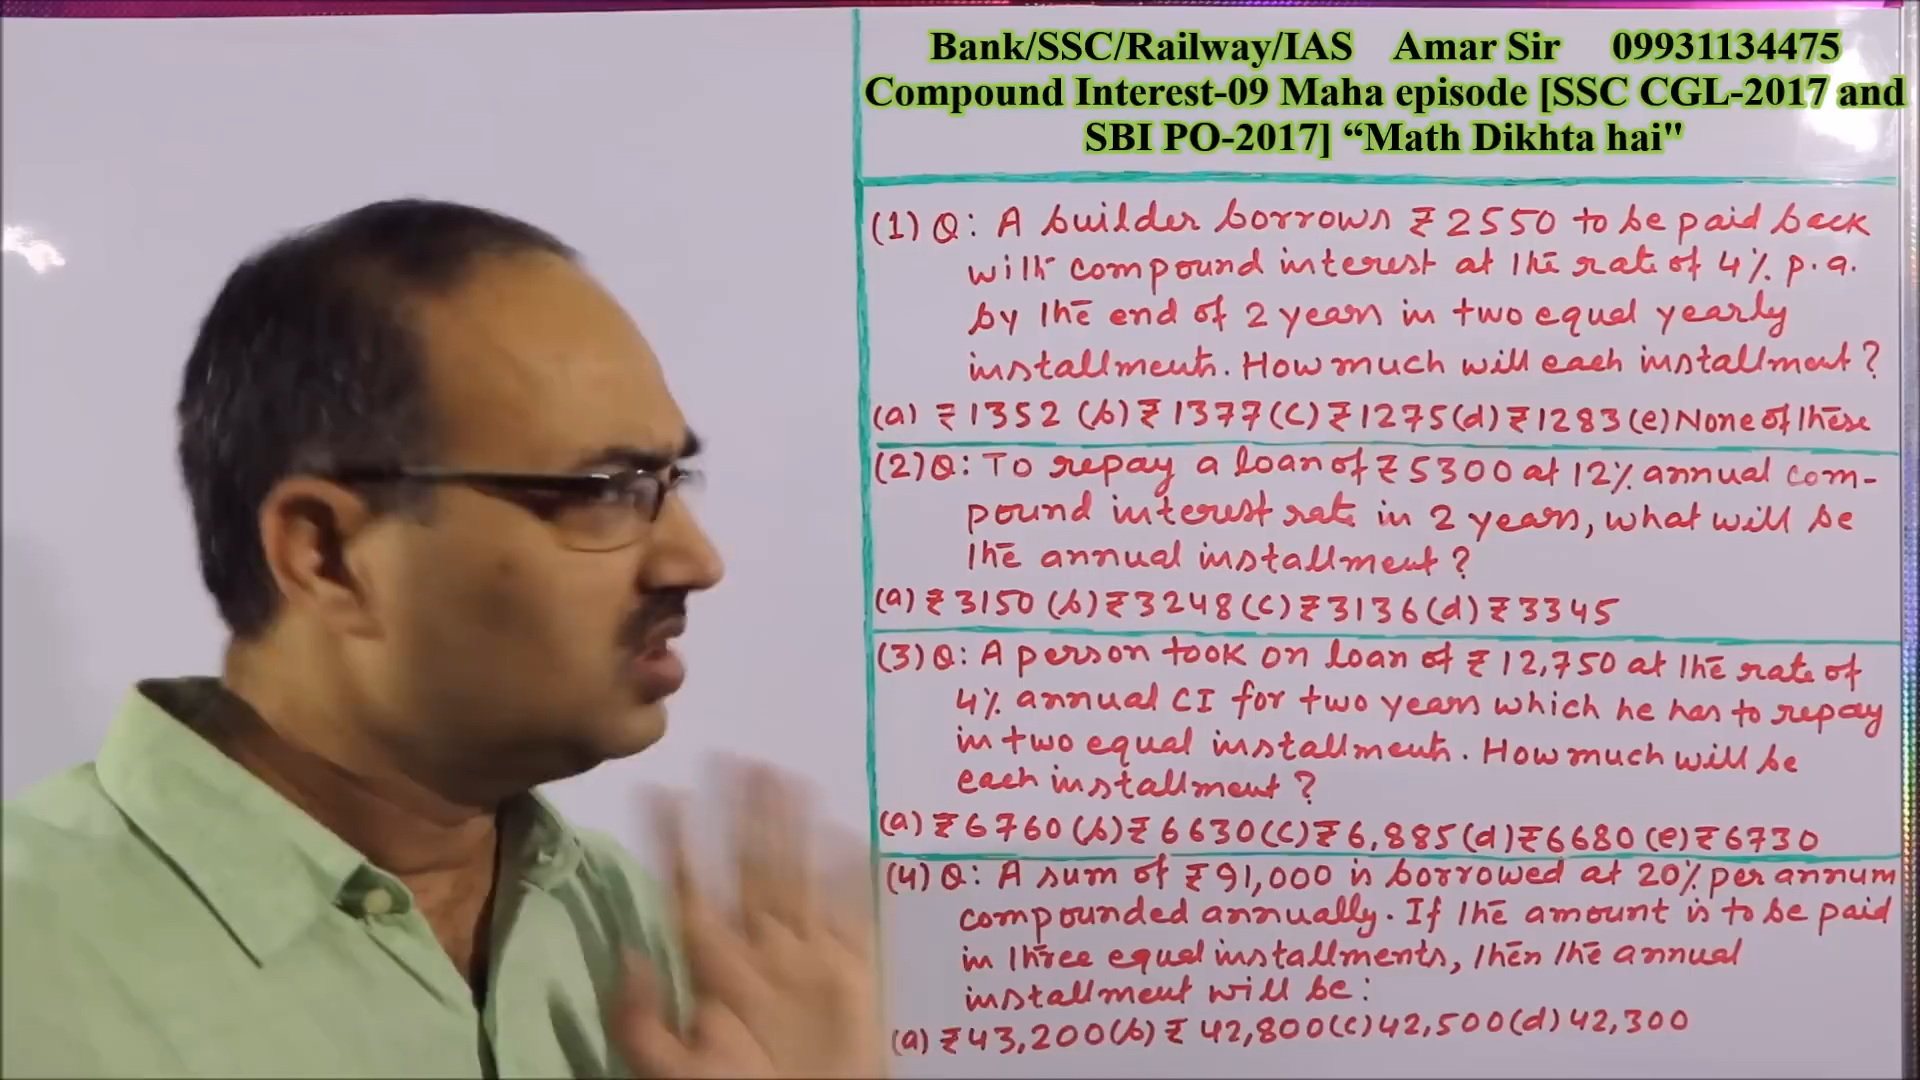 Bank/SSC/Railway/IAS Amar Sir 09931134475
Compound Interest-09 Maha episode [SSC CGL-2017 and
SBI PO-2017] “Math Dikhta hai"
(1) Q: A builder borrows ₹2550 to be paid back
with compound interest at the rate of 4% p.a.
by the end of 2 years in two equal yearly
installments. How much will each installment?
(a) ₹1352 (b) ₹1377 (c) ₹1275 (d) ₹1283 (e) None of these
(2) Q: To repay a loan of ₹5300 at 12% annual com-
pound interest rate in 2 years, what will be
the annual installment?
(a) ₹3150 (b) ₹3248 (c) ₹3136 (d) ₹3345
(3) Q: A person took on loan of ₹12,750 at the rate of
4% annual CI for two years which he has to repay
in two equal installments. How much will be
each installment?
(a) ₹6760 (b) ₹6630 (c) ₹6,885 (d) ₹6680 (e) ₹6730
(4) Q: A sum of ₹91,000 is borrowed at 20% per annum
compounded annually. If the amount is to be paid
in three equal installments, then the annual
installment will be:
(a) ₹43,200 (b) ₹ 42,800 (c) 42,500 (d) 42,300